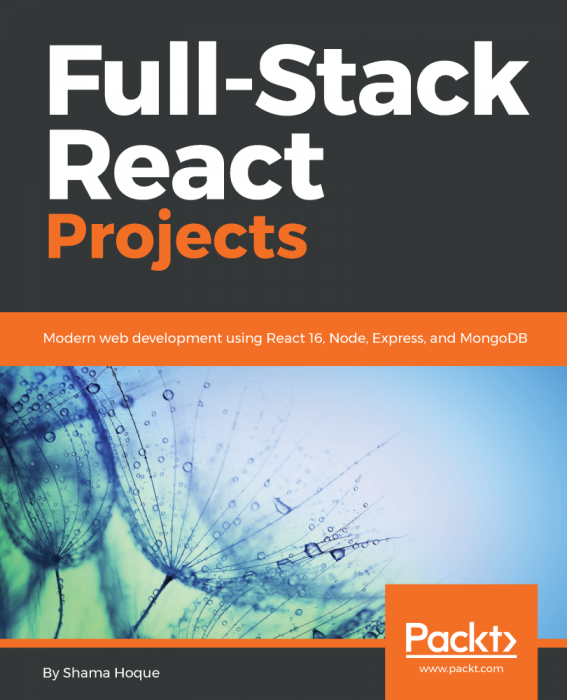 Full-Stack
React
Projects
Modern web development using React 16, Node, Express, and MongoDB
Packt>
www.packt.com
By Shama Hoque